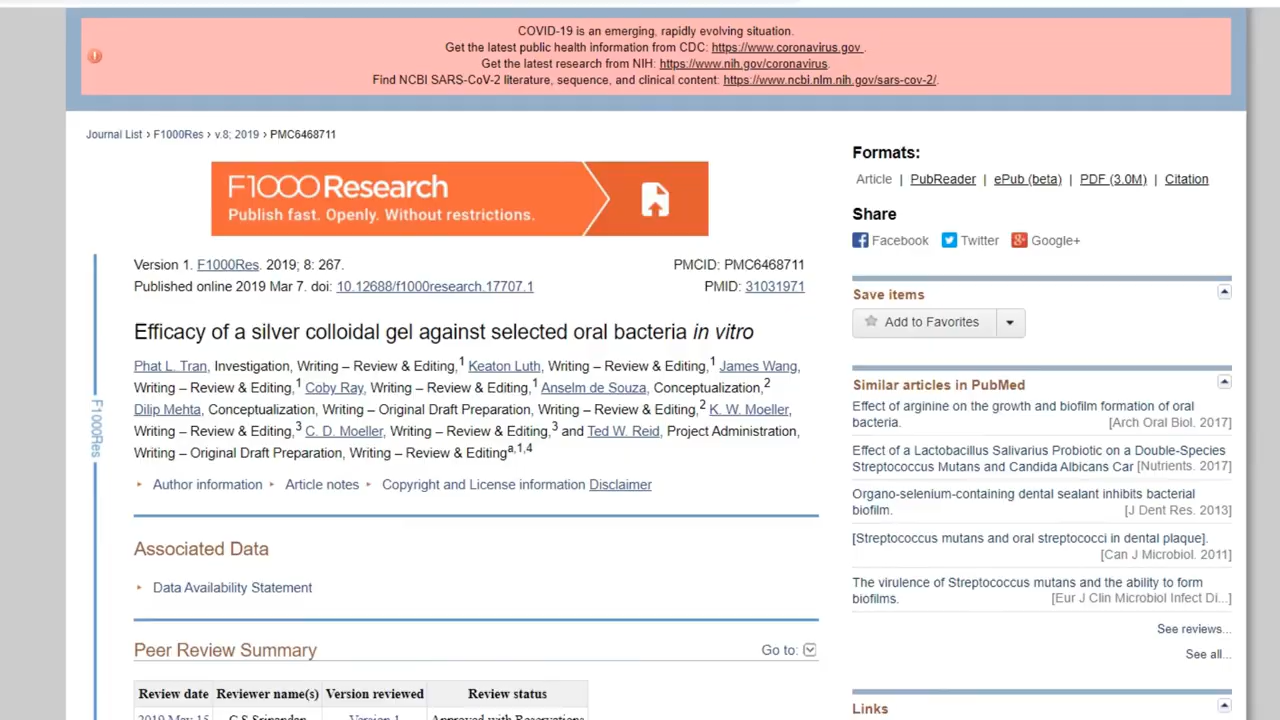 COVID-19 is an emerging, rapidly evolving situation.
Get the latest public health information from CDC: https://www.coronavirus.gov .
Get the latest research from NIH: https://www.nih.gov/coronavirus.
Find NCBI SARS-CoV-2 literature, sequence, and clinical content: https://www.ncbi.nlm.nih.gov/sars-cov-2/.
Journal List › F1000Res › v.8; 2019 › PMC6468711
F1000Research
Publish fast. Openly. Without restrictions.
F1000Res
Version 1. F1000Res. 2019; 8: 267.
PMCID: PMC6468711
Published online 2019 Mar 7. doi: 10.12688/f1000research.17707.1
PMID: 31031971
Efficacy of a silver colloidal gel against selected oral bacteria in vitro
Phat L. Tran, Investigation, Writing – Review & Editing,1 Keaton Luth, Writing – Review & Editing,1 James Wang,
Writing – Review & Editing,1 Coby Ray, Writing – Review & Editing,1 Anselm de Souza, Conceptualization,2
Dilip Mehta, Conceptualization, Writing – Original Draft Preparation, Writing – Review & Editing,2 K. W. Moeller,
Writing – Review & Editing,3 C. D. Moeller, Writing – Review & Editing,3 and Ted W. Reid, Project Administration,
Writing – Original Draft Preparation, Writing – Review & Editinga,1,4
Author information Article notes Copyright and License information Disclaimer
Associated Data
Data Availability Statement
Peer Review Summary
Go to:
Review date Reviewer name(s) Version reviewed Review status
2019 May 15 Version 1 Approved with Reservations
Formats:
Article | PubReader | ePub (beta) | PDF (3.0M) | Citation
Share
Facebook Twitter Google+
Save items
Add to Favorites
Similar articles in PubMed
Effect of arginine on the growth and biofilm formation of oral
bacteria. [Arch Oral Biol. 2017]
Effect of a Lactobacillus Salivarius Probiotic on a Double-Species
Streptococcus Mutans and Candida Albicans Car [Nutrients. 2017]
Organo-selenium-containing dental sealant inhibits bacterial
biofilm. [J Dent Res. 2013]
[Streptococcus mutans and oral streptococci in dental plaque].
[Can J Microbiol. 2011]
The virulence of Streptococcus mutans and the ability to form
biofilms. [Eur J Clin Microbiol Infect Di...]
See reviews...
See all...
Links